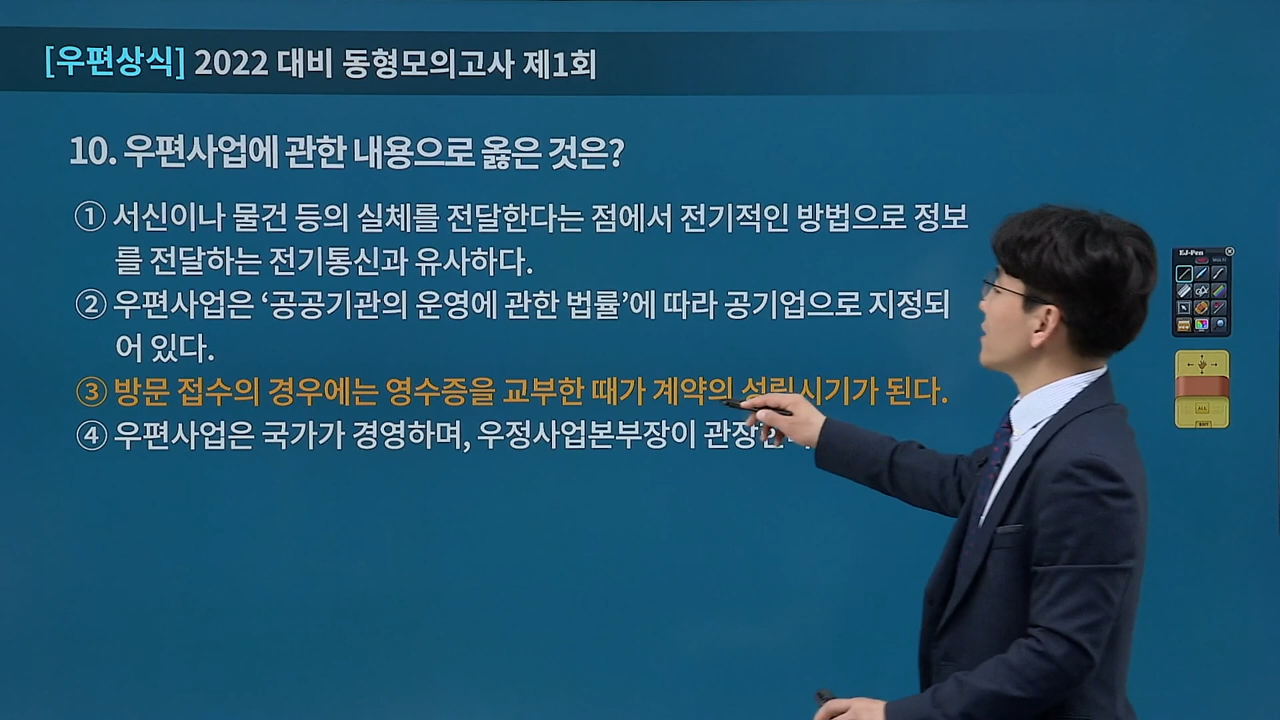 [우편상식] 2022 대비 동형모의고사 제1회
10. 우편사업에 관한 내용으로 옳은 것은?
① 서신이나 물건 등의 실체를 전달한다는 점에서 전기적인 방법으로 정보
를 전달하는 전기통신과 유사하다.
② 우편사업은 ‘공공기관의 운영에 관한 법률’에 따라 공기업으로 지정되
어 있다.
③ 방문 접수의 경우에는 영수증을 교부한 때가 계약의 성립시기가 된다.
④ 우편사업은 국가가 경영하며, 우정사업본부장이
EJ-Pen
ALL
EXIT